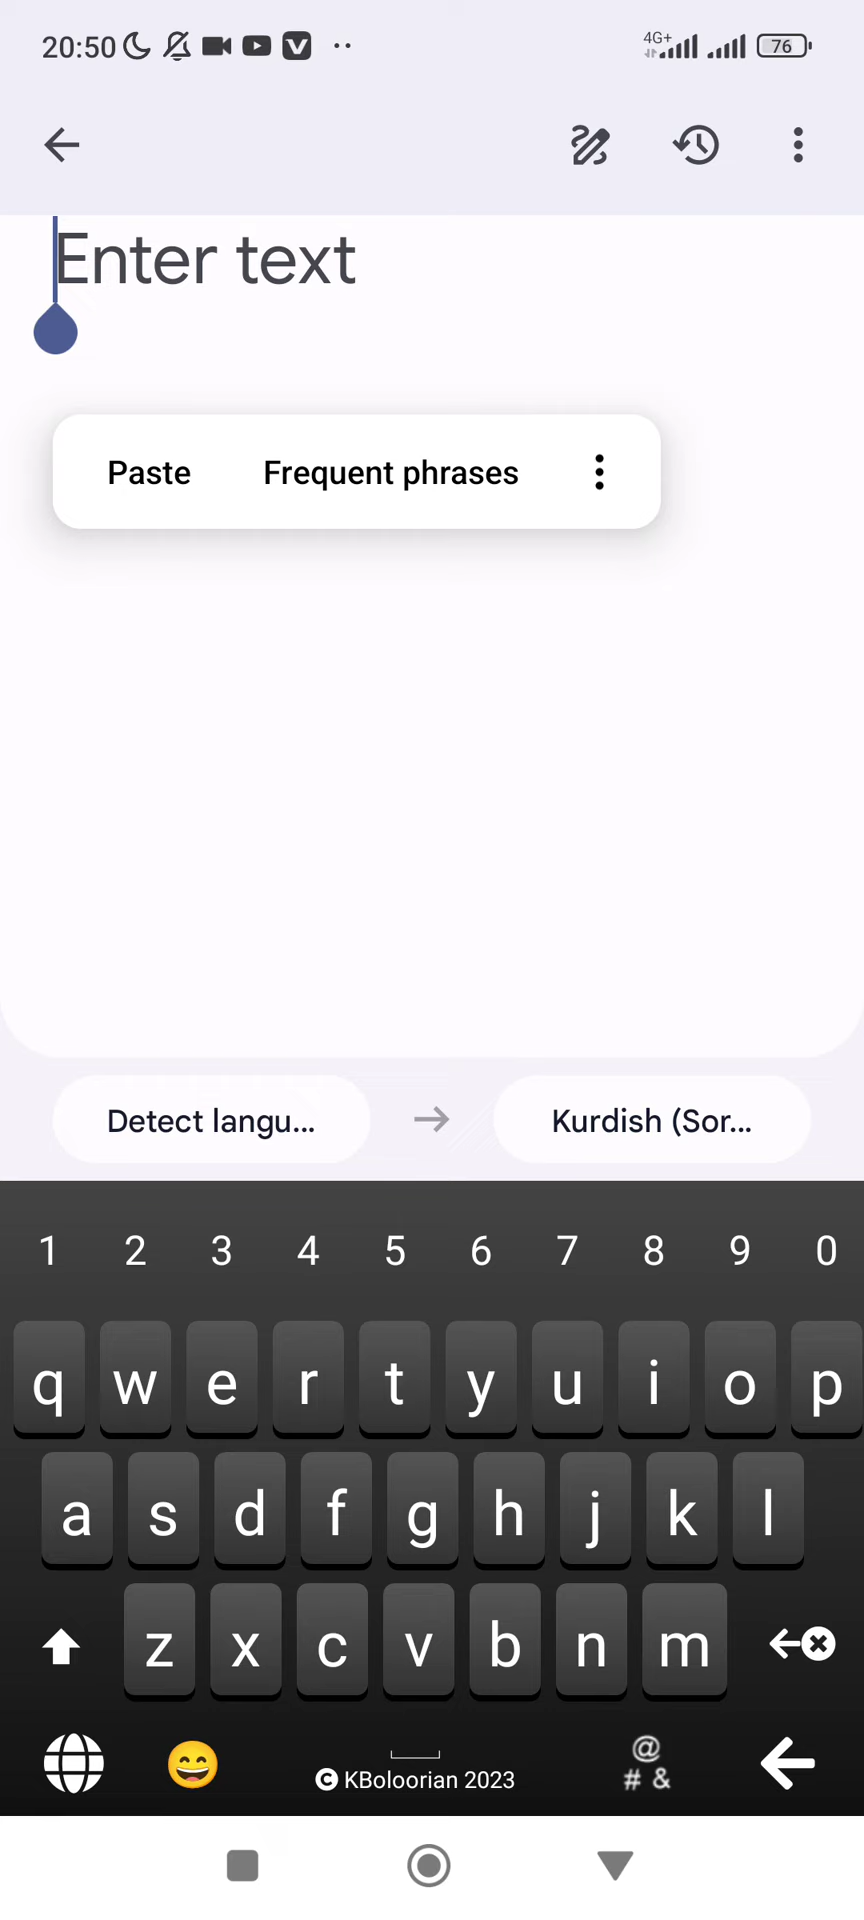 20:50 4G+ 76
Enter text
Paste Frequent phrases
Detect langu... Kurdish (Sor...
1 2 3 4 5 6 7 8 9 0
q w e r t y u i o p
a s d f g h j k l
z x c v b n m
© KBoloorian 2023 @ # &